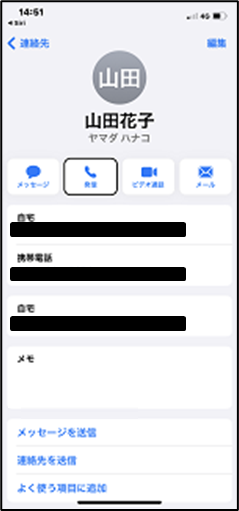 14:51
4G
Siri
連絡先
編集
山田
山田花子
ヤマダ ハナコ
メッセージ
発信
ビデオ通話
メール
自宅
携帯電話
自宅
メモ
メッセージを送信
連絡先を送信
よく使う項目に追加